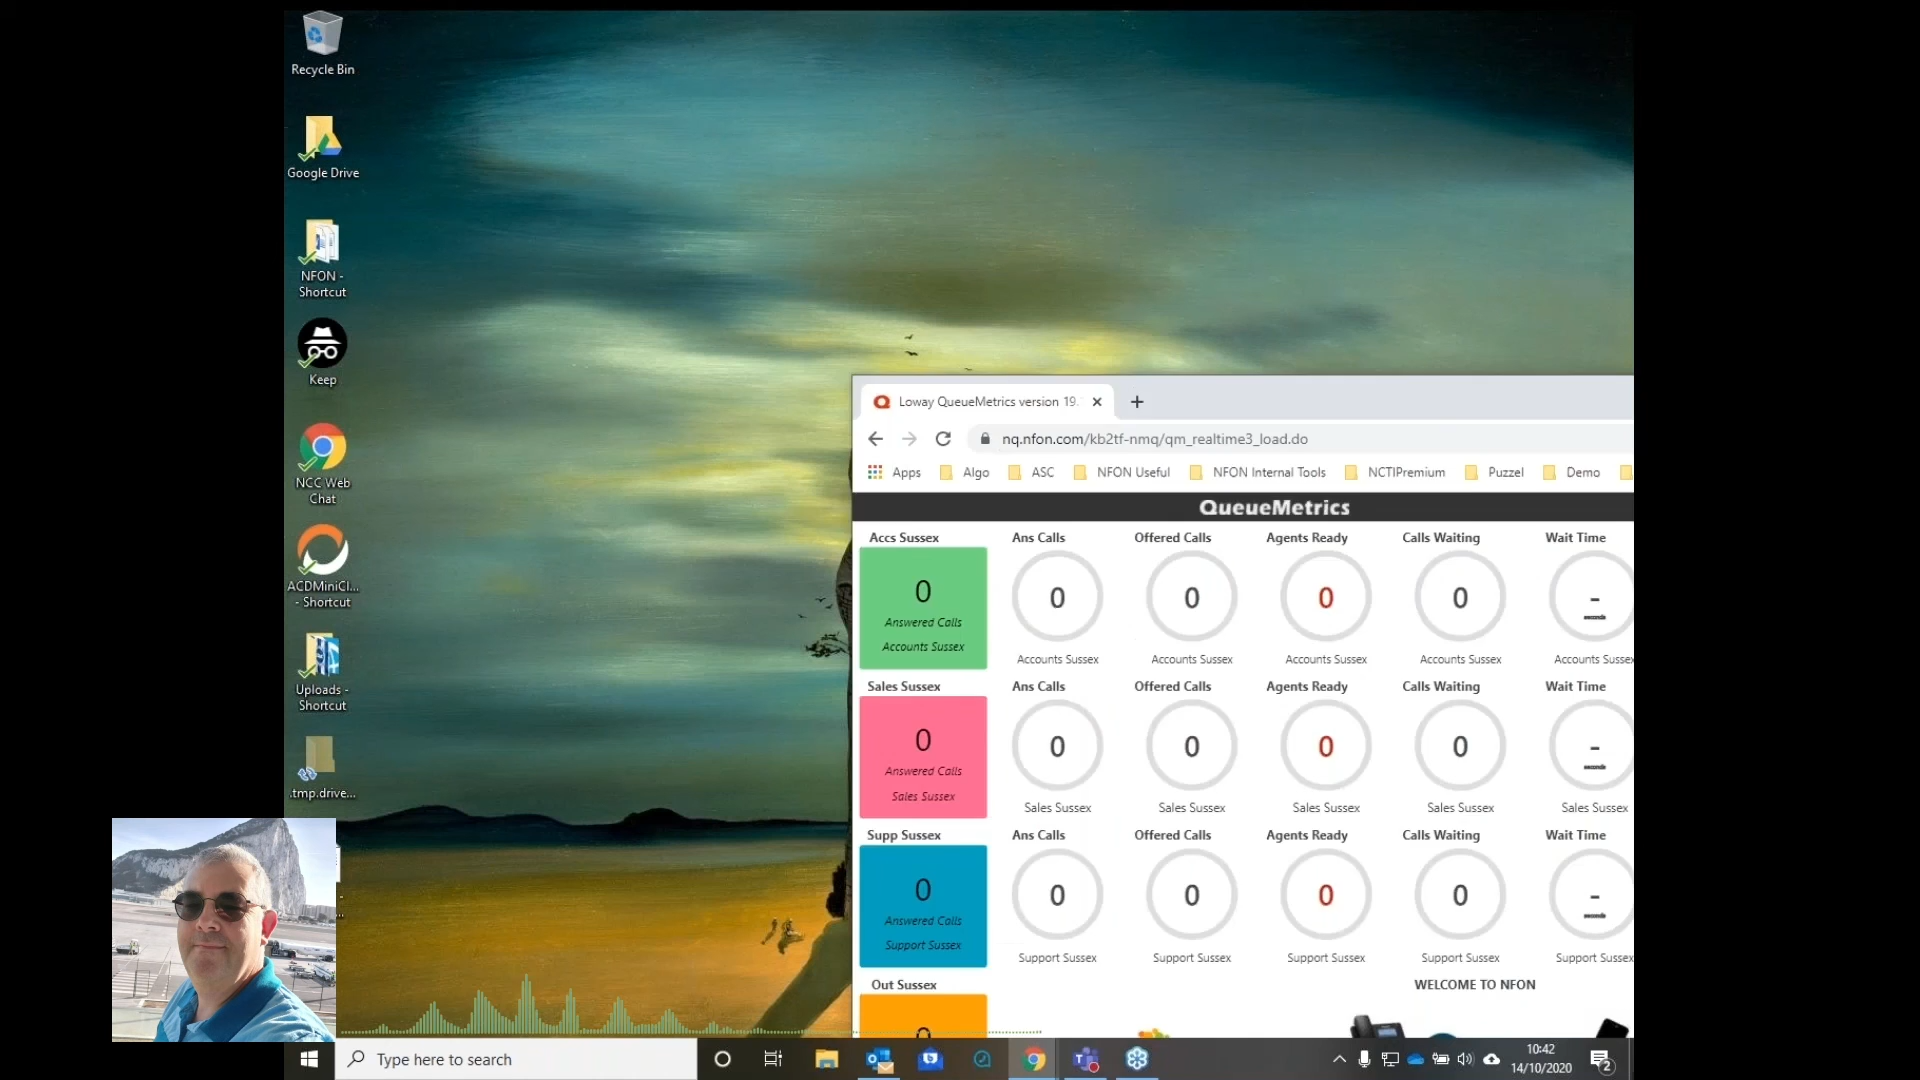 Recycle Bin
Google Drive
NFON -
Shortcut
Keep
NCC Web
Chat
ACDMiniCl...
- Shortcut
Uploads -
Shortcut
.tmp.drive...
Loway QueueMetrics version 19.
nq.nfon.com/kb2tf-nmq/qm_realtime3_load.do
Apps Algo ASC NFON Useful NFON Internal Tools NCTIPremium Puzzel Demo
QueueMetrics
Accs Sussex Ans Calls Offered Calls Agents Ready Calls Waiting Wait Time
0 0 0 0 0 -
seconds
Answered Calls
Accounts Sussex
Accounts Sussex Accounts Sussex Accounts Sussex Accounts Sussex Accounts Sussex
Sales Sussex Ans Calls Offered Calls Agents Ready Calls Waiting Wait Time
0 0 0 0 0 -
seconds
Answered Calls
Sales Sussex
Sales Sussex Sales Sussex Sales Sussex Sales Sussex Sales Sussex
Supp Sussex Ans Calls Offered Calls Agents Ready Calls Waiting Wait Time
0 0 0 0 0 -
seconds
Answered Calls
Support Sussex
Support Sussex Support Sussex Support Sussex Support Sussex Support Sussex
Out Sussex WELCOME TO NFON
0
Type here to search
10:42
14/10/2020
2